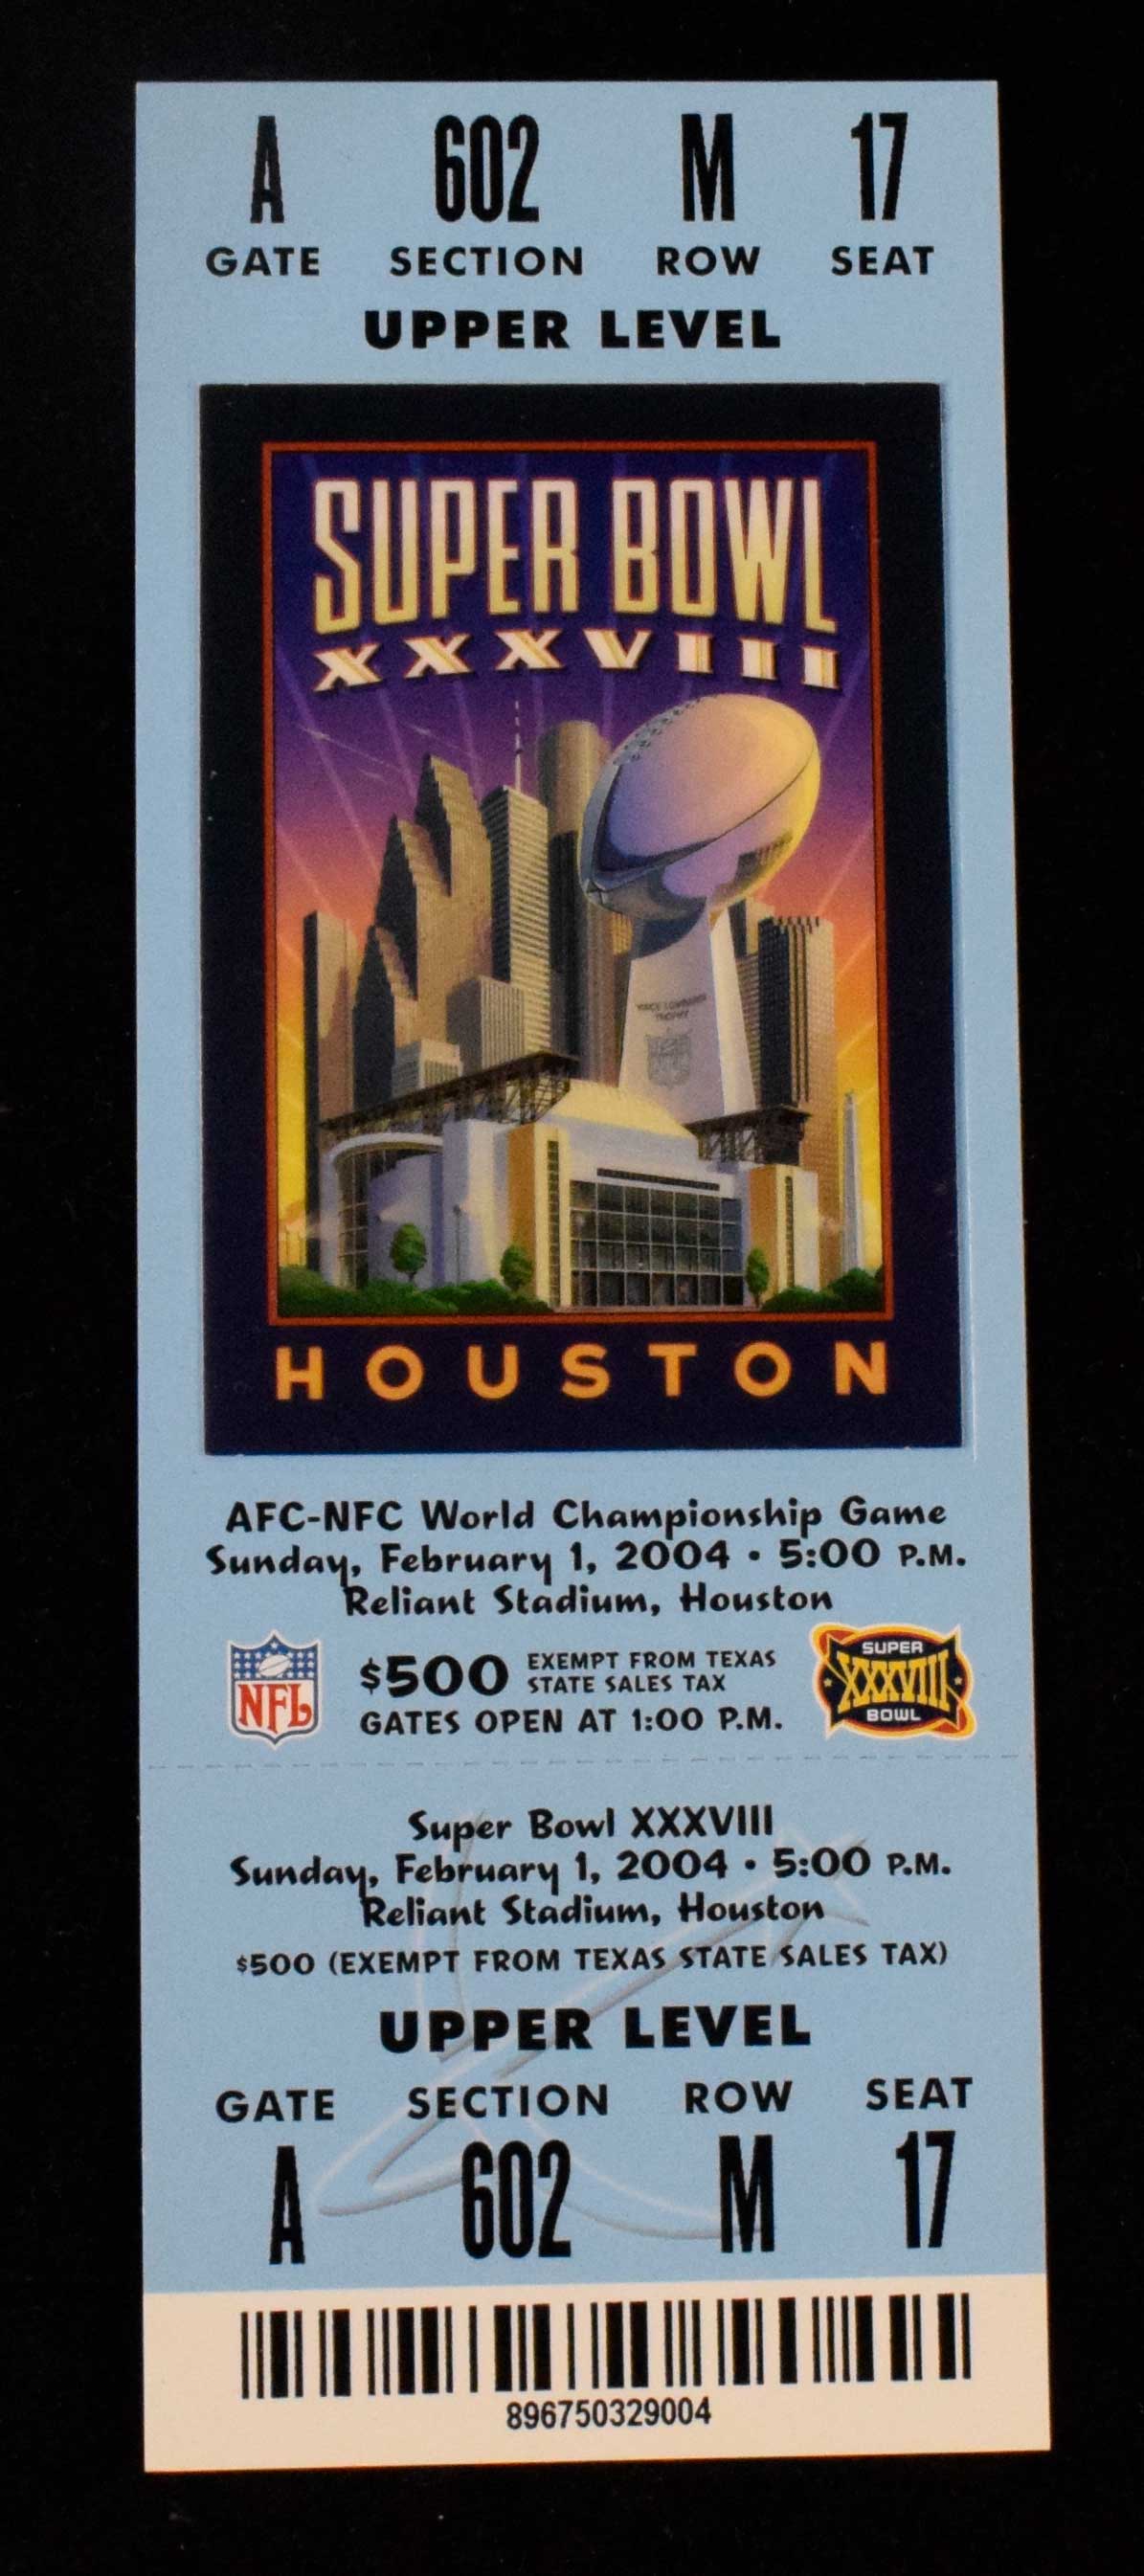 A 602 M 17
GATE SECTION ROW SEAT
UPPER LEVEL
SUPER BOWL
XXXVIII
VINCE LOMBARDI
TROPHY
HOUSTON
AFC-NFC World Championship Game
Sunday, February 1, 2004 • 5:00 P.M.
Reliant Stadium, Houston
NFL
$500 EXEMPT FROM TEXAS
STATE SALES TAX
GATES OPEN AT 1:00 P.M.
SUPER
XXXVIII
BOWL
Super Bowl XXXVIII
Sunday, February 1, 2004 • 5:00 P.M.
Reliant Stadium, Houston
$500 (EXEMPT FROM TEXAS STATE SALES TAX)
UPPER LEVEL
GATE SECTION ROW SEAT
A 602 M 17
896750329004